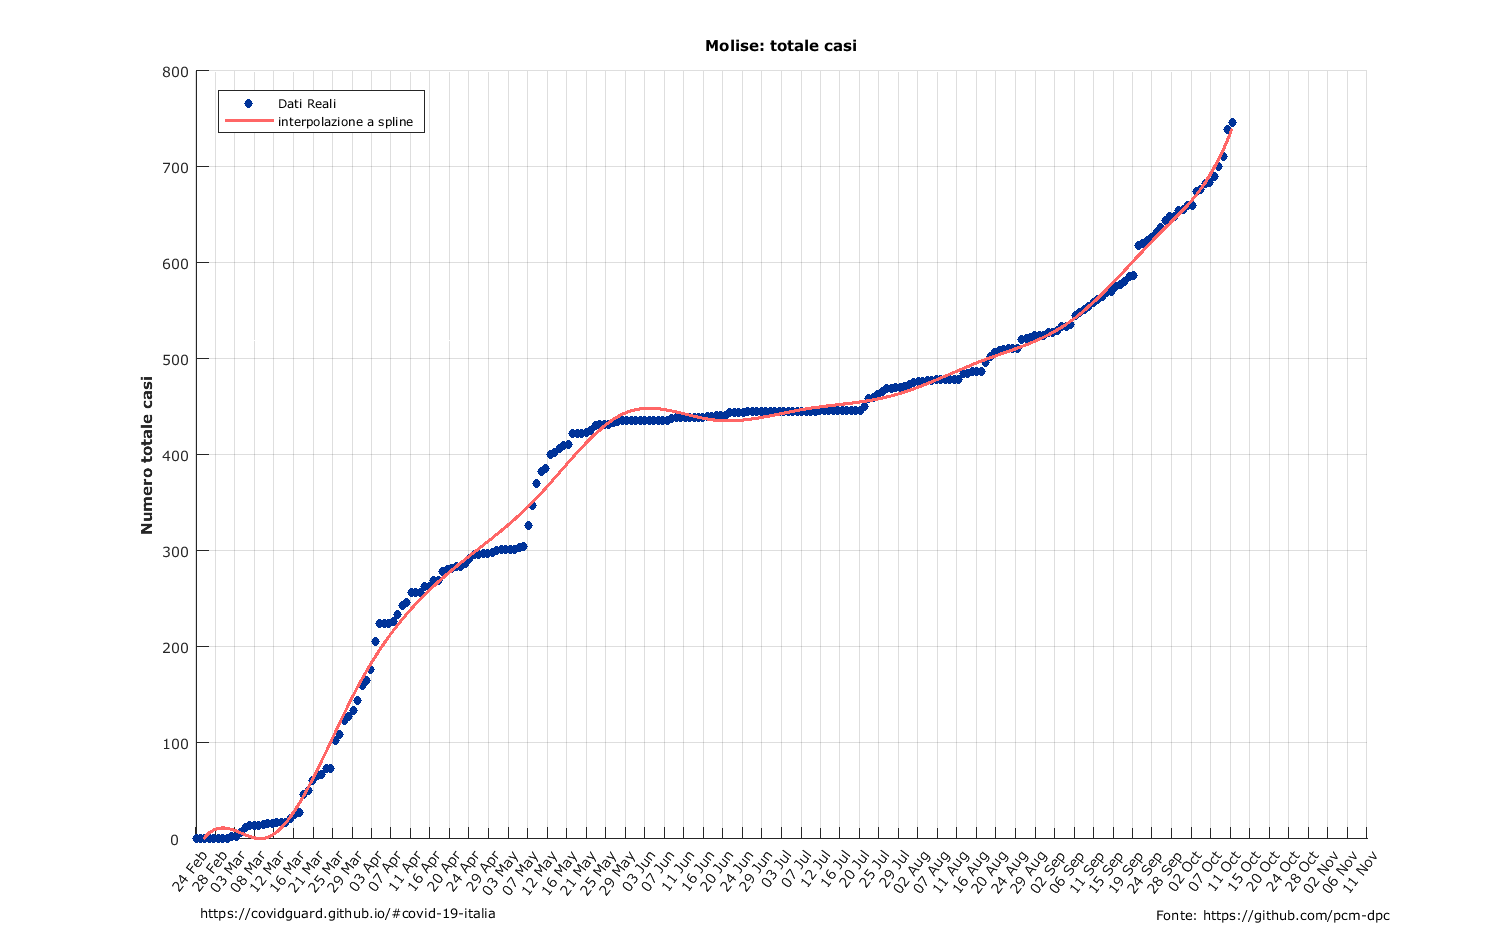 Molise: totale casi
Dati Reali
interpolazione a spline
Numero totale casi
800
700
600
500
400
300
200
100
0
24 Feb
28 Feb
03 Mar
08 Mar
12 Mar
16 Mar
21 Mar
25 Mar
29 Mar
03 Apr
07 Apr
11 Apr
16 Apr
20 Apr
24 Apr
29 Apr
03 May
07 May
12 May
16 May
21 May
25 May
29 May
03 Jun
07 Jun
11 Jun
16 Jun
20 Jun
24 Jun
29 Jun
03 Jul
07 Jul
12 Jul
16 Jul
20 Jul
25 Jul
29 Jul
02 Aug
07 Aug
11 Aug
16 Aug
20 Aug
24 Aug
29 Aug
02 Sep
06 Sep
11 Sep
15 Sep
19 Sep
24 Sep
28 Sep
02 Oct
07 Oct
11 Oct
15 Oct
20 Oct
24 Oct
28 Oct
02 Nov
06 Nov
11 Nov
https://covidguard.github.io/#covid-19-italia
Fonte: https://github.com/pcm-dpc